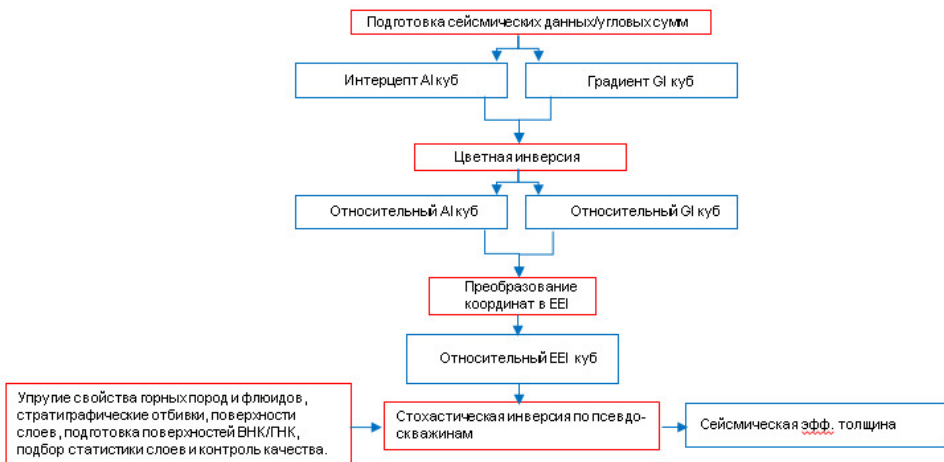 Подготовка сейсмических данных/угловых сумм
Интерцепт AI куб
Градиент GI куб
Цветная инверсия
Относительный AI куб
Относительный GI куб
Преобразование
координат в EEI
Относительный EEI куб
Упругие свойства горных пород и флюидов,
стратиграфические отбивки, поверхности
слоев, подготовка поверхностей ВНК/ГНК,
подбор статистики слоев и контроль качества.
Стохастическая инверсия по псевдо-
скважинам
Сейсмическая эфф. толщина